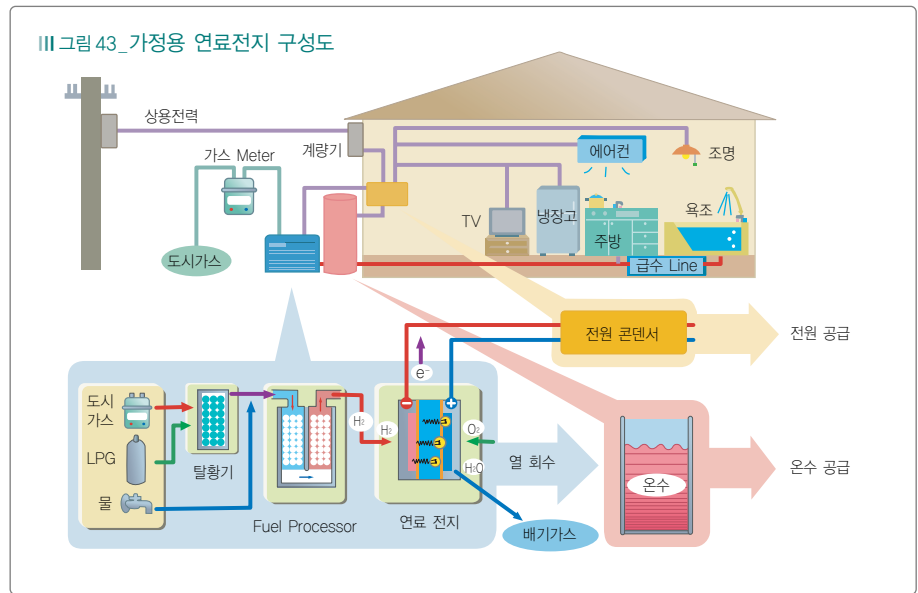 그림 43_가정용 연료전지 구성도
상용전력
계량기
가스 Meter
에어컨
조명
TV
냉장고
주방
욕조
도시가스
급수 Line
전원 콘덴서
전원 공급
e⁻
도시
가스
LPG
물
탈황기
Fuel Processor
H₂
H₂
O₂
H₂O
연료 전지
열 회수
배기가스
온수
온수 공급